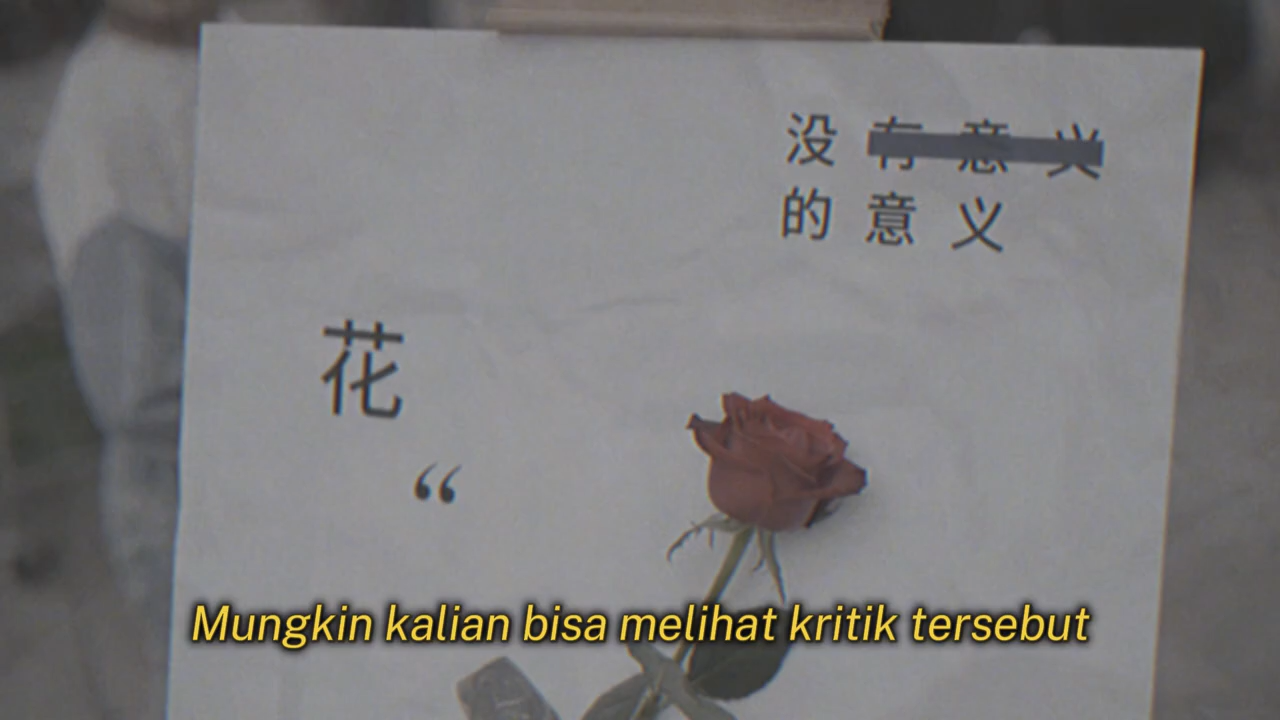 没有意义
的意义
花
“
Mungkin kalian bisa melihat kritik tersebut